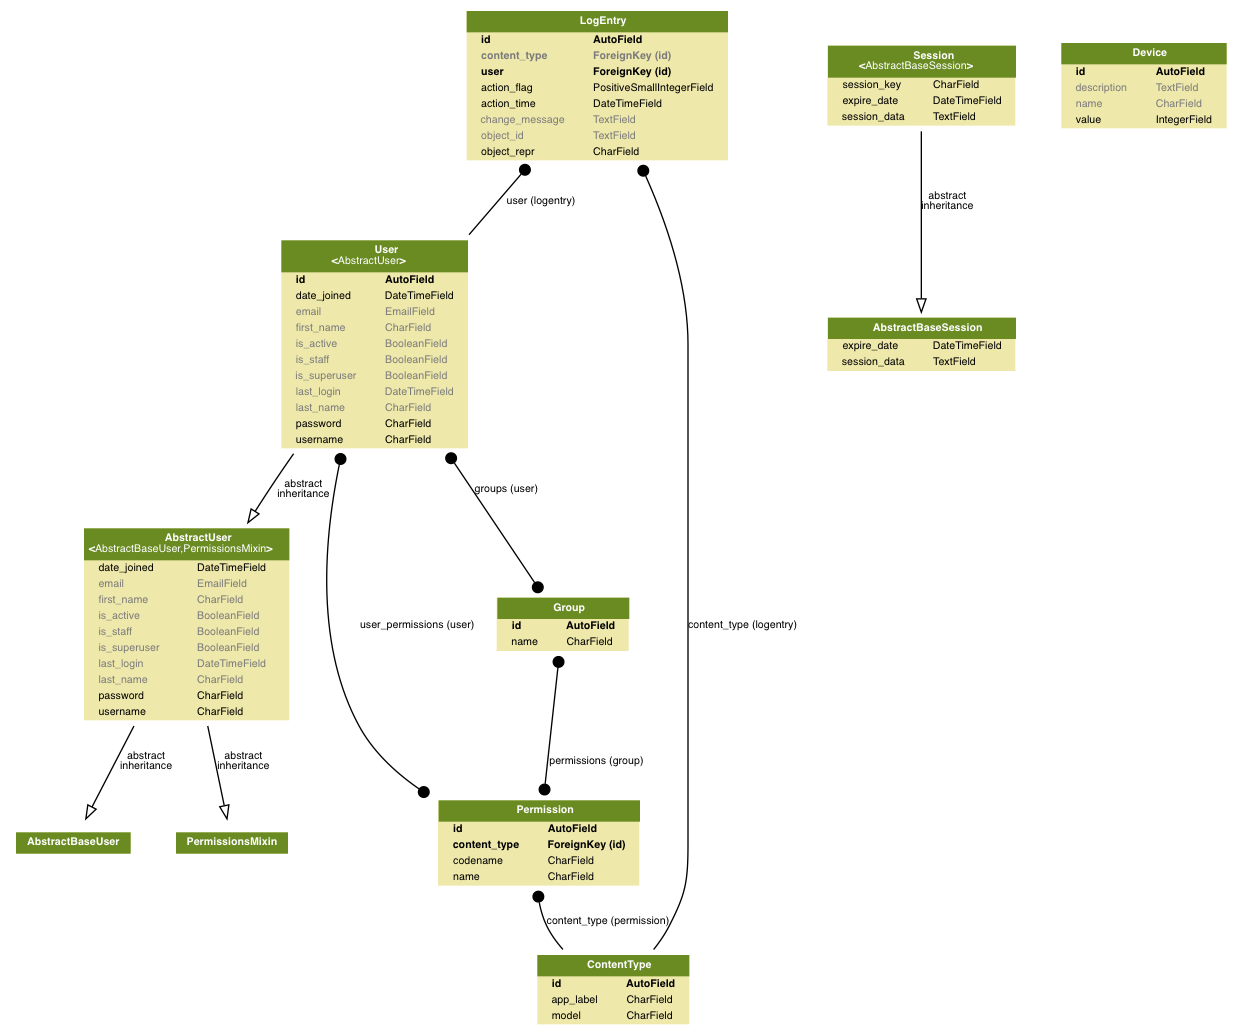 LogEntry
id AutoField
content_type ForeignKey (id)
user ForeignKey (id)
action_flag PositiveSmallIntegerField
action_time DateTimeField
change_message TextField
object_id TextField
object_repr CharField
Session
<AbstractBaseSession>
session_key CharField
expire_date DateTimeField
session_data TextField
Device
id AutoField
description TextField
name CharField
value IntegerField
user (logentry)
abstract
inheritance
User
<AbstractUser>
id AutoField
date_joined DateTimeField
email EmailField
first_name CharField
is_active BooleanField
is_staff BooleanField
is_superuser BooleanField
last_login DateTimeField
last_name CharField
password CharField
username CharField
AbstractBaseSession
expire_date DateTimeField
session_data TextField
abstract
inheritance
groups (user)
AbstractUser
<AbstractBaseUser,PermissionsMixin>
date_joined DateTimeField
email EmailField
first_name CharField
is_active BooleanField
is_staff BooleanField
is_superuser BooleanField
last_login DateTimeField
last_name CharField
password CharField
username CharField
user_permissions (user)
Group
id AutoField
name CharField
content_type (logentry)
abstract
inheritance
abstract
inheritance
permissions (group)
AbstractBaseUser
PermissionsMixin
Permission
id AutoField
content_type ForeignKey (id)
codename CharField
name CharField
content_type (permission)
ContentType
id AutoField
app_label CharField
model CharField